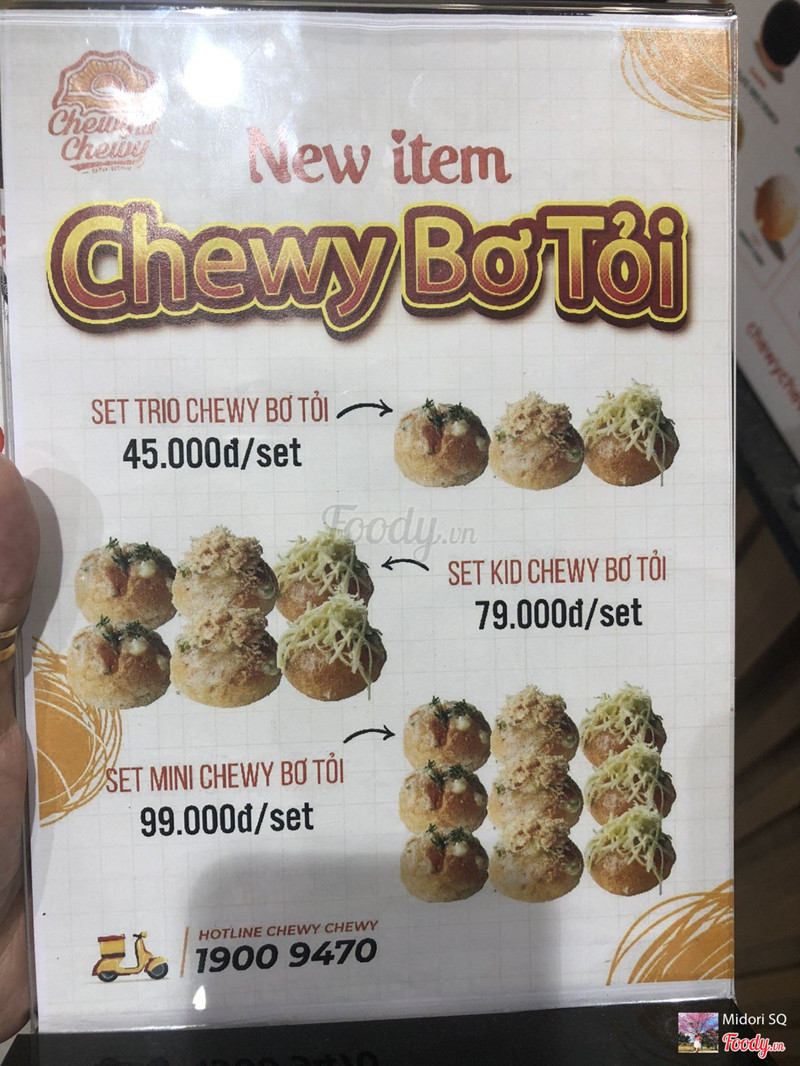 Chewy
Chewy
New item
Chewy Bơ Tỏi
SET TRIO CHEWY BƠ TỎI
45.000đ/set
Foody.vn
SET KID CHEWY BƠ TỎI
79.000đ/set
SET MINI CHEWY BƠ TỎI
99.000đ/set
HOTLINE CHEWY CHEWY
1900 9470
Midori SQ
Foody.vn